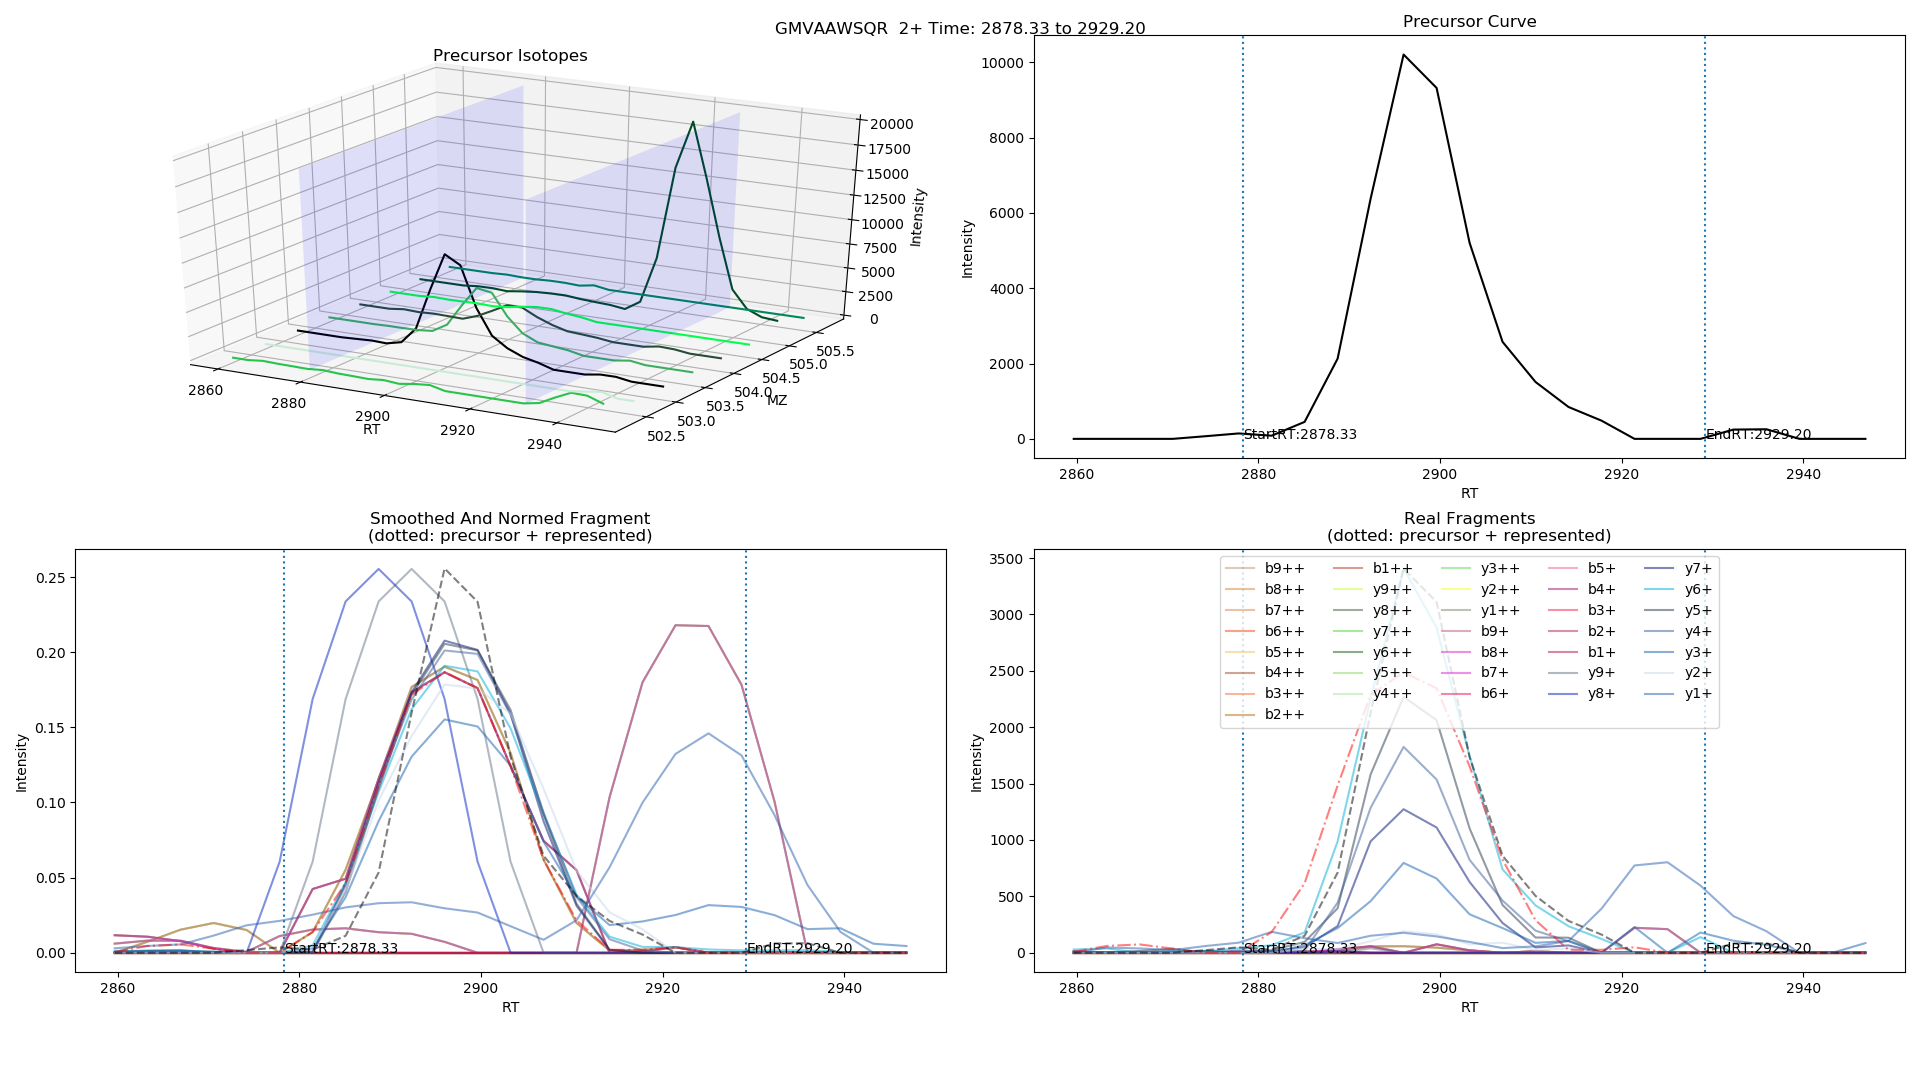 GMVAAWSQR  2+ Time: 2878.33 to 2929.20
Precursor Isotopes
20000
17500
15000
12500
10000
7500
5000
2500
0
Intensity
2860
2880
2900
2920
2940
RT
502.5
503.0
503.5
504.0
504.5
505.0
505.5
MZ
Precursor Curve
10000
8000
6000
4000
2000
0
Intensity
StartRT:2878.33
EndRT:2929.20
2860
2880
2900
2920
2940
RT
Smoothed And Normed Fragment
(dotted: precursor + represented)
0.25
0.20
0.15
0.10
0.05
0.00
Intensity
StartRT:2878.33
EndRT:2929.20
2860
2880
2900
2920
2940
RT
Real Fragments
(dotted: precursor + represented)
3500
3000
2500
2000
1500
1000
500
0
Intensity
b9++ b1++ y3++ b5+ y7+
b8++ y9++ y2++ b4+ y6+
b7++ y8++ y1++ b3+ y5+
b6++ y7++ b9+ b2+ y4+
b5++ y6++ b8+ b1+ y3+
b4++ y5++ b7+ y9+ y2+
b3++ y4++ b6+ y8+ y1+
b2++
StartRT:2878.33
EndRT:2929.20
2860
2880
2900
2920
2940
RT